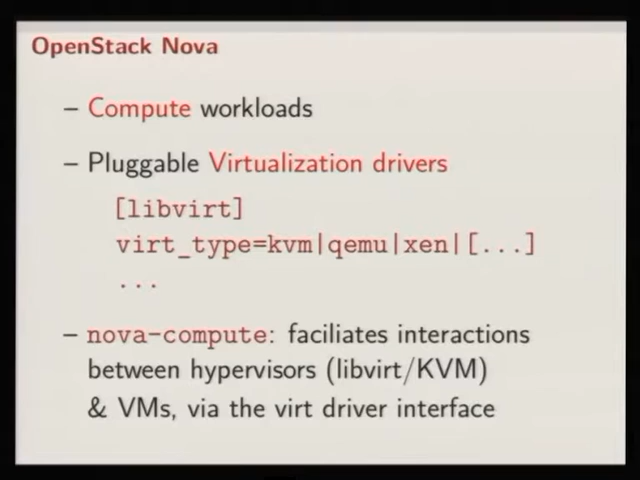 OpenStack Nova
– Compute workloads
– Pluggable Virtualization drivers
[libvirt]
virt_type=kvm|qemu|xen|[...]
...
– nova-compute: faciliates interactions
between hypervisors (libvirt/KVM)
& VMs, via the virt driver interface